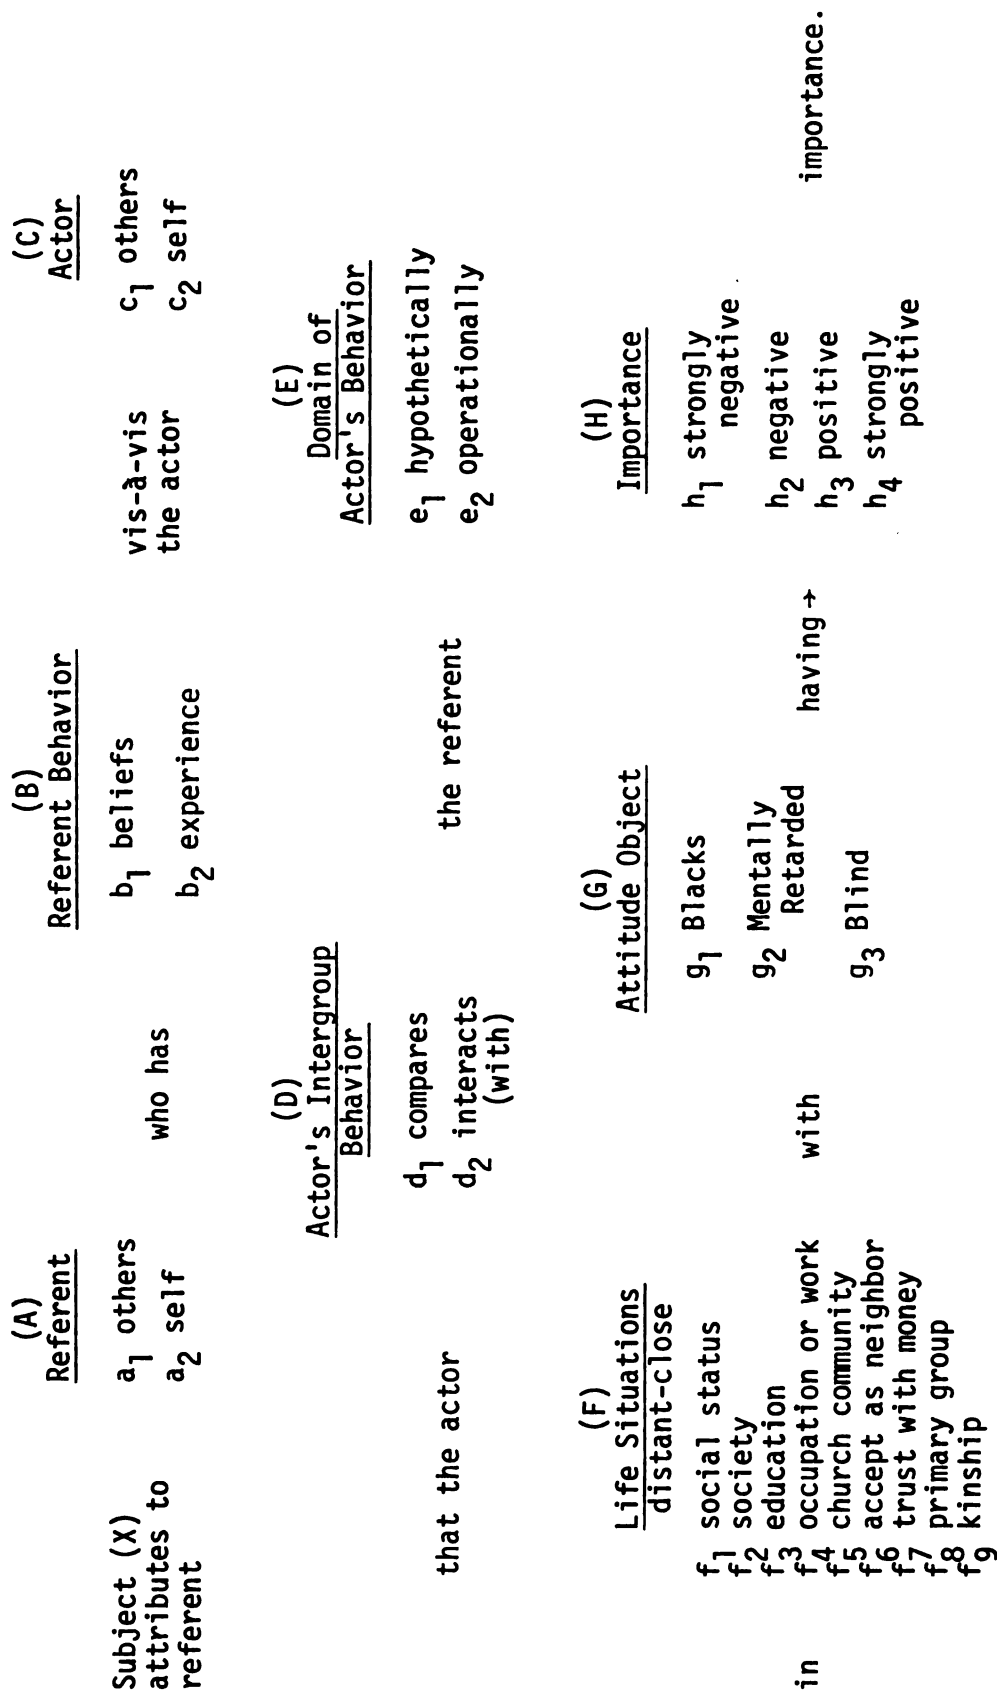 (A)
Referent
(B)
Referent Behavior
(C)
Actor
Subject (X)
attributes to
referent
a1 others
a2 self
who has
b1 beliefs
b2 experience
vis-à-vis
the actor
c1 others
c2 self
(D)
Actor's Intergroup
Behavior
(E)
Domain of
Actor's Behavior
that the actor
d1 compares
d2 interacts
(with)
the referent
e1 hypothetically
e2 operationally
(F)
Life Situations
distant-close
(G)
Attitude Object
(H)
Importance
in
f1 social status
f2 society
f3 education
f4 occupation or work
f5 church community
f6 accept as neighbor
f7 trust with money
f8 primary group
f9 kinship
with
g1 Blacks
g2 Mentally
Retarded
g3 Blind
having→
h1 strongly
negative
h2 negative
h3 positive
h4 strongly
positive
importance.